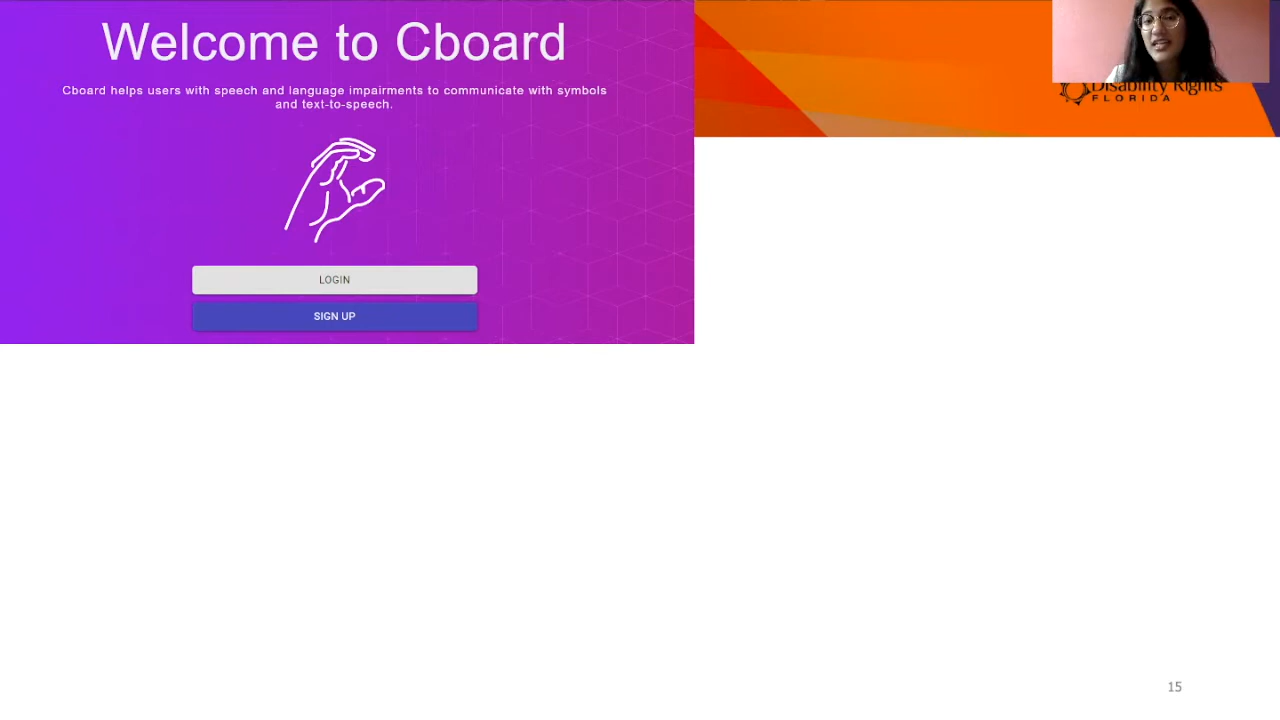 Welcome to Cboard
Cboard helps users with speech and language impairments to communicate with symbols
and text-to-speech.
LOGIN
SIGN UP
Disability Rights
FLORIDA
15